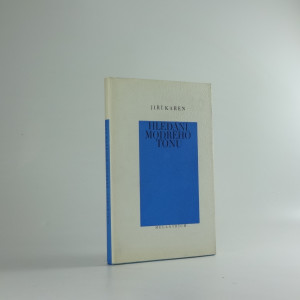 JIŘÍ KAREN
HLEDÁNÍ
MODRÉHO
TÓNU